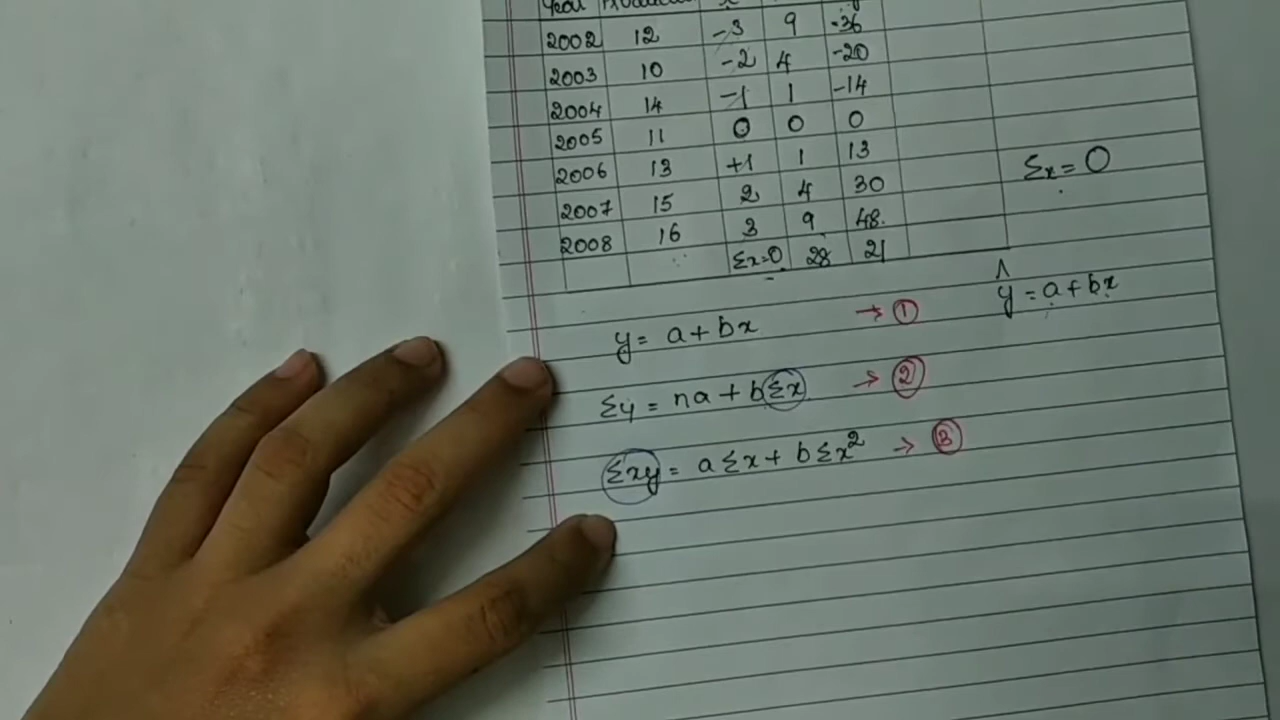 Year
2002 12 -3 9 -36
2003 10 -2 4 -20
2004 14 -1 1 -14
2005 11 0 0 0
2006 13 +1 1 13
2007 15 2 4 30
2008 16 3 9 48.
Σx=0 28 21
Σx = 0
ŷ = a+bx
y = a+bx → ①
Σy = na + bΣx → ②
Σxy = aΣx + bΣx² → ③